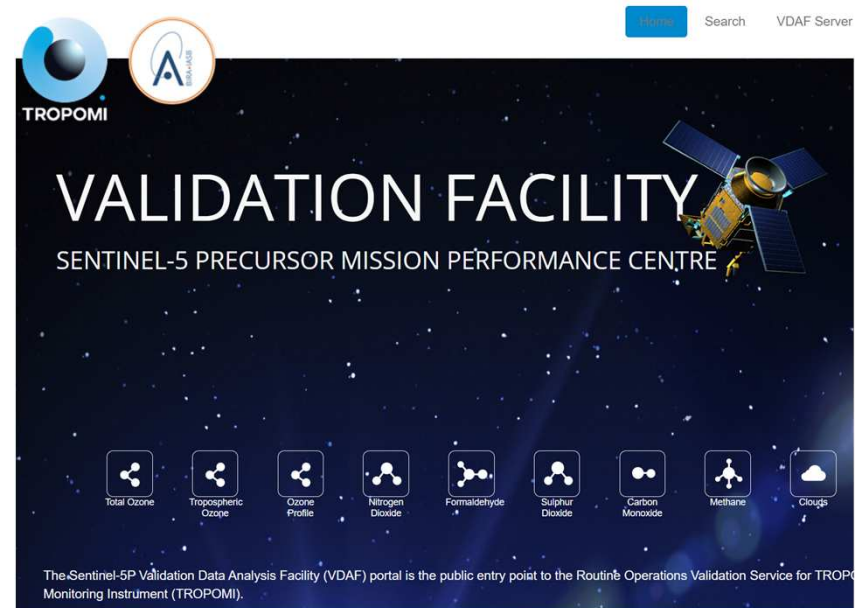 Home Search VDAF Server
TROPOMI
BIRA-IASB
VALIDATION FACILITY
SENTINEL-5 PRECURSOR MISSION PERFORMANCE CENTRE
Total Ozone
Tropospheric
Ozone
Ozone
Profile
Nitrogen
Dioxide
Formaldehyde
Sulphur
Dioxide
Carbon
Monoxide
Methane
Clouds
The Sentinel-5P Validation Data Analysis Facility (VDAF) portal is the public entry point to the Routine Operations Validation Service for TROPO
Monitoring Instrument (TROPOMI).